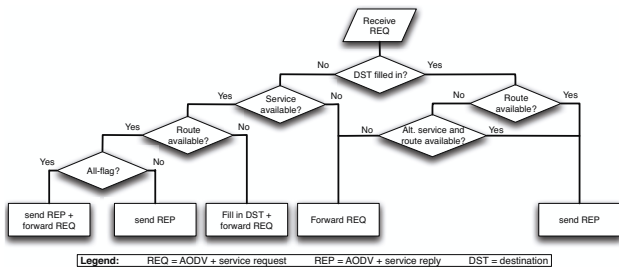 Receive
REQ
No
DST filled in?
Yes
Yes
Service
available?
No
No
Route
available?
Yes
Yes
Route
available?
No
No
Alt. service and
route available?
Yes
Yes
All-flag?
No
send REP +
forward REQ
send REP
Fill in DST +
forward REQ
Forward REQ
send REP
Legend: REQ = AODV + service request REP = AODV + service reply DST = destination